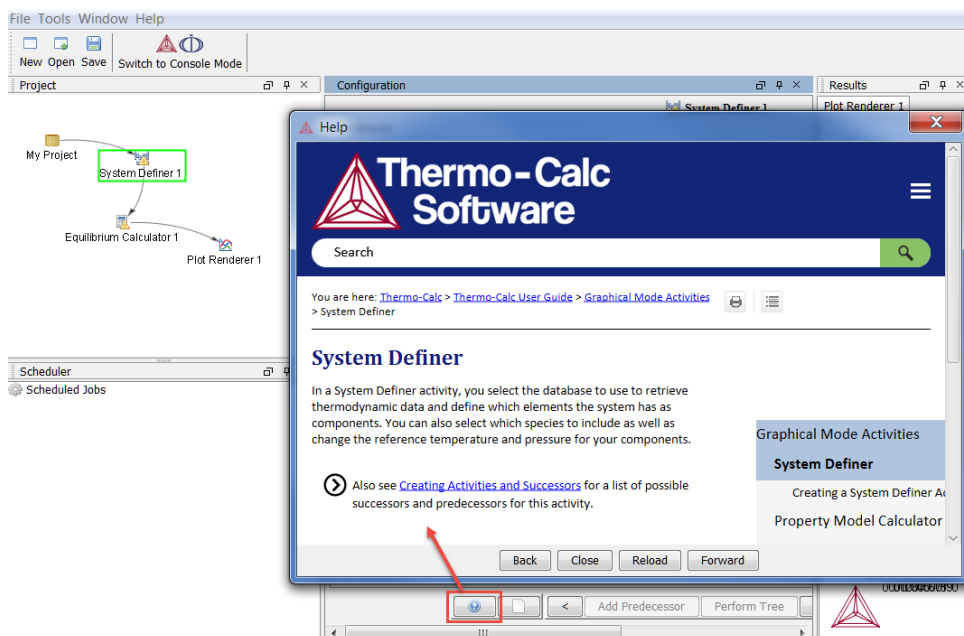 File Tools Window Help
New Open Save Switch to Console Mode
Project
Configuration
Results
System Definer 1
Plot Renderer 1
My Project
System Definer 1
Equilibrium Calculator 1
Plot Renderer 1
Scheduler
Scheduled Jobs
Help
Thermo-Calc
Software
Search
You are here: Thermo-Calc > Thermo-Calc User Guide > Graphical Mode Activities
> System Definer
System Definer
In a System Definer activity, you select the database to use to retrieve
thermodynamic data and define which elements the system has as
components. You can also select which species to include as well as
change the reference temperature and pressure for your components.
Also see Creating Activities and Successors for a list of possible
successors and predecessors for this activity.
Graphical Mode Activities
System Definer
Creating a System Definer
Property Model Calculator
Back Close Reload Forward
< Add Predecessor Perform Tree